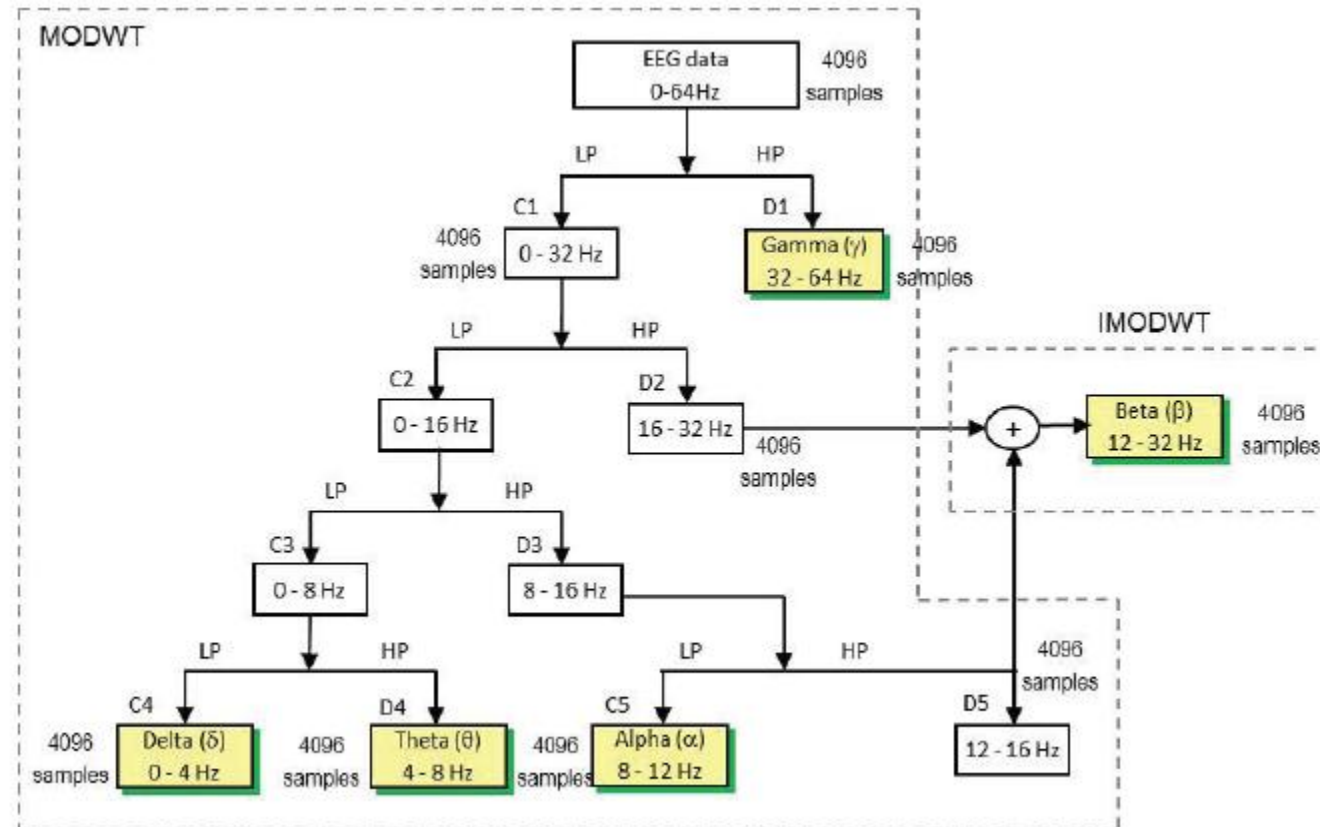 MODWT
EEG data
0-64Hz
4096
samples
LP
HP
C1
D1
4096
samples
0 - 32 Hz
Gamma (γ)
32 - 64 Hz
4096
samples
LP
HP
IMODWT
C2
D2
0 - 16 Hz
16 - 32 Hz
4096
samples
+
Beta (β)
12 - 32 Hz
4096
samples
LP
HP
C3
D3
0 - 8 Hz
8 - 16 Hz
LP
HP
LP
HP
4096
samples
C4
D4
C5
D5
4096
samples
Delta (δ)
0 - 4 Hz
4096
samples
Theta (θ)
4 - 8 Hz
4096
samples
Alpha (α)
8 - 12 Hz
12 - 16 Hz